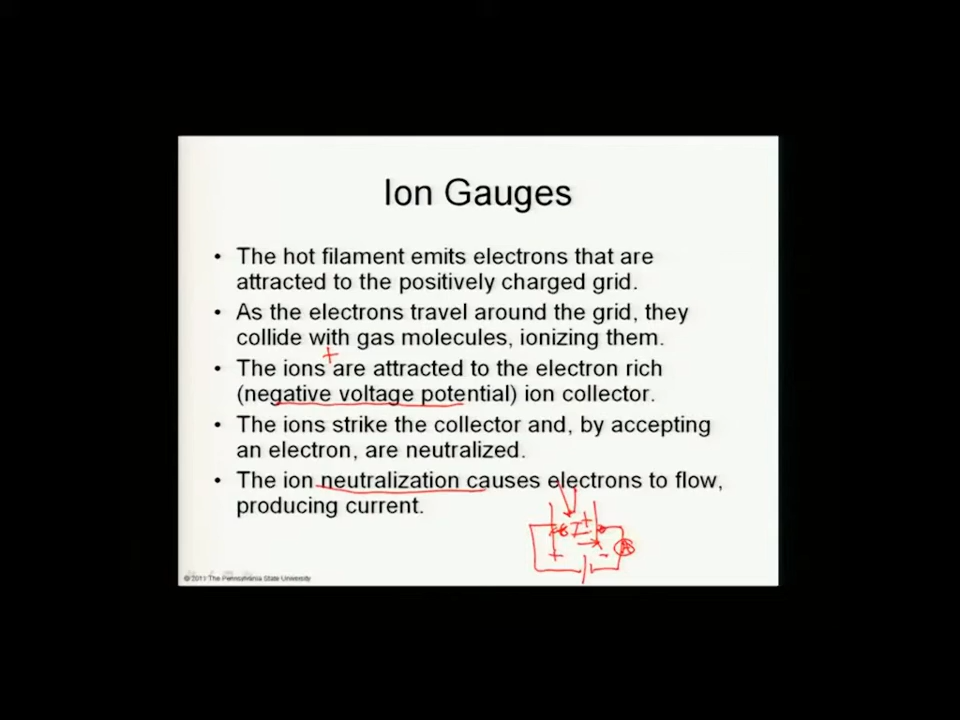 Ion Gauges
• The hot filament emits electrons that are
attracted to the positively charged grid.
• As the electrons travel around the grid, they
collide with gas molecules, ionizing them.
+
• The ions are attracted to the electron rich
(negative voltage potential) ion collector.
• The ions strike the collector and, by accepting
an electron, are neutralized.
• The ion neutralization causes electrons to flow,
producing current.
I+
A
+ -
© 2011 The Pennsylvania State University